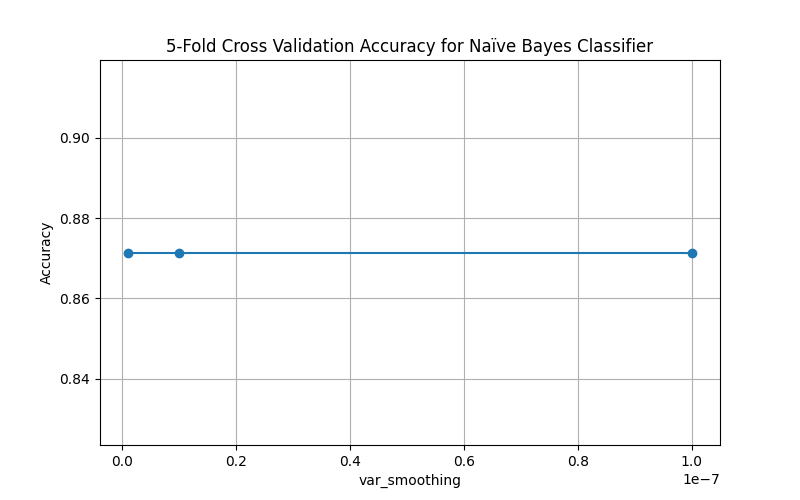 5-Fold Cross Validation Accuracy for Naïve Bayes Classifier
0.90
0.88
0.86
0.84
Accuracy
0.0 0.2 0.4 0.6 0.8 1.0
1e−7
var_smoothing